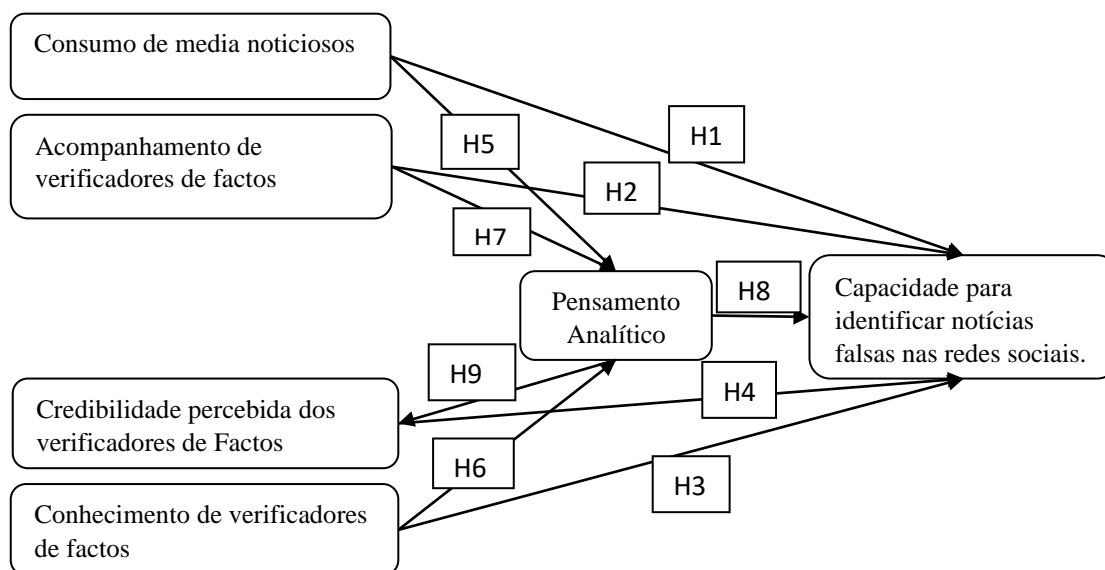 Consumo de media noticiosos
H1
H5
Acompanhamento de
verificadores de factos
H2
H7
H8
Pensamento
Analítico
Capacidade para
identificar notícias
falsas nas redes sociais.
H9
H4
Credibilidade percebida dos
verificadores de Factos
H6
H3
Conhecimento de verificadores
de factos